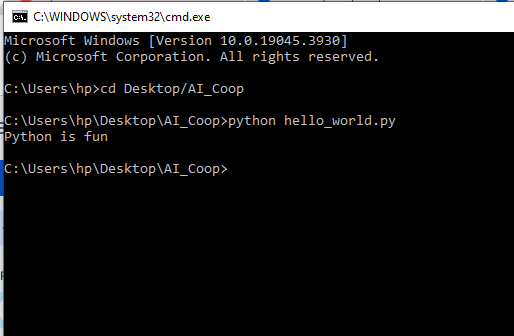 C:\WINDOWS\system32\cmd.exe
Microsoft Windows [Version 10.0.19045.3930]
(c) Microsoft Corporation. All rights reserved.
C:\Users\hp>cd Desktop/AI_Coop
C:\Users\hp\Desktop\AI_Coop>python hello_world.py
Python is fun
C:\Users\hp\Desktop\AI_Coop>